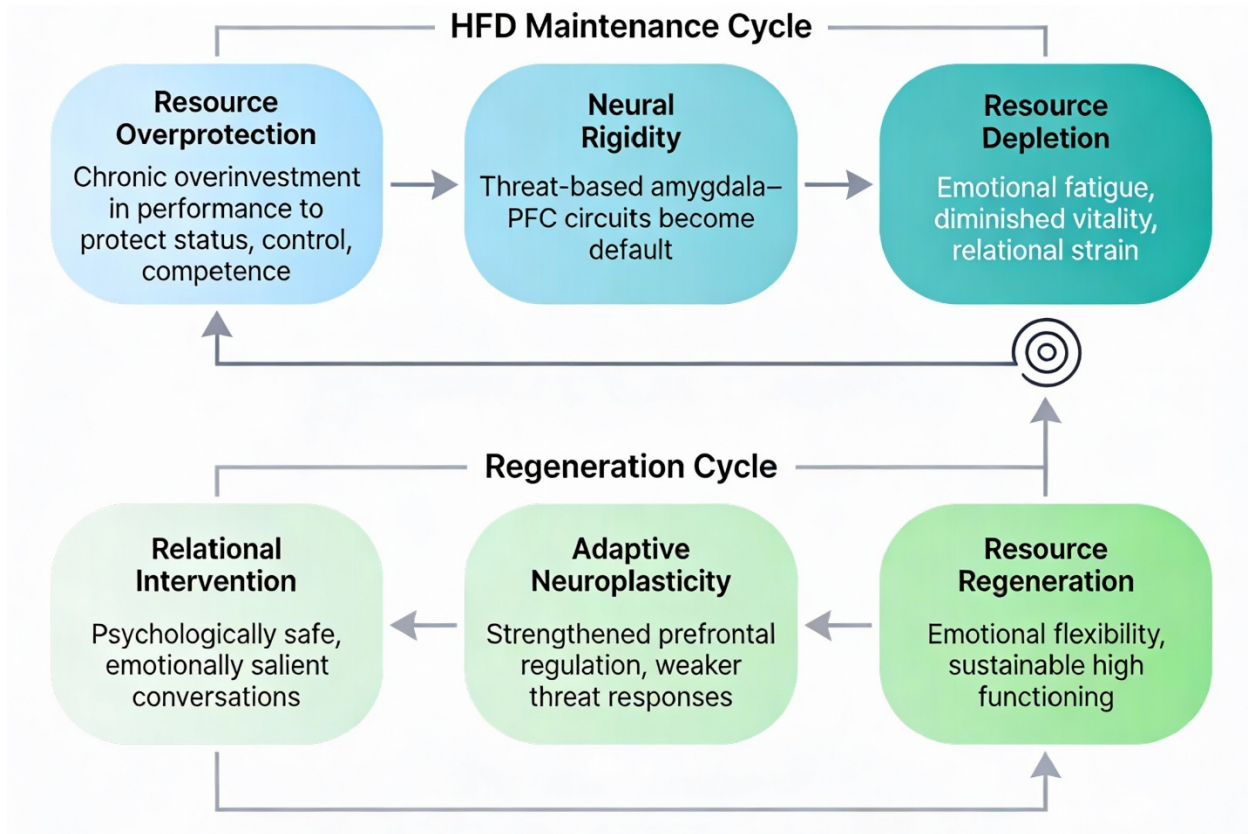 HFD Maintenance Cycle
Resource
Overprotection
Chronic overinvestment
in performance to
protect status, control,
competence
Neural
Rigidity
Threat-based amygdala–
PFC circuits become
default
Resource
Depletion
Emotional fatigue,
diminished vitality,
relational strain
Regeneration Cycle
Relational
Intervention
Psychologically safe,
emotionally salient
conversations
Adaptive
Neuroplasticity
Strengthened prefrontal
regulation, weaker
threat responses
Resource
Regeneration
Emotional flexibility,
sustainable high
functioning